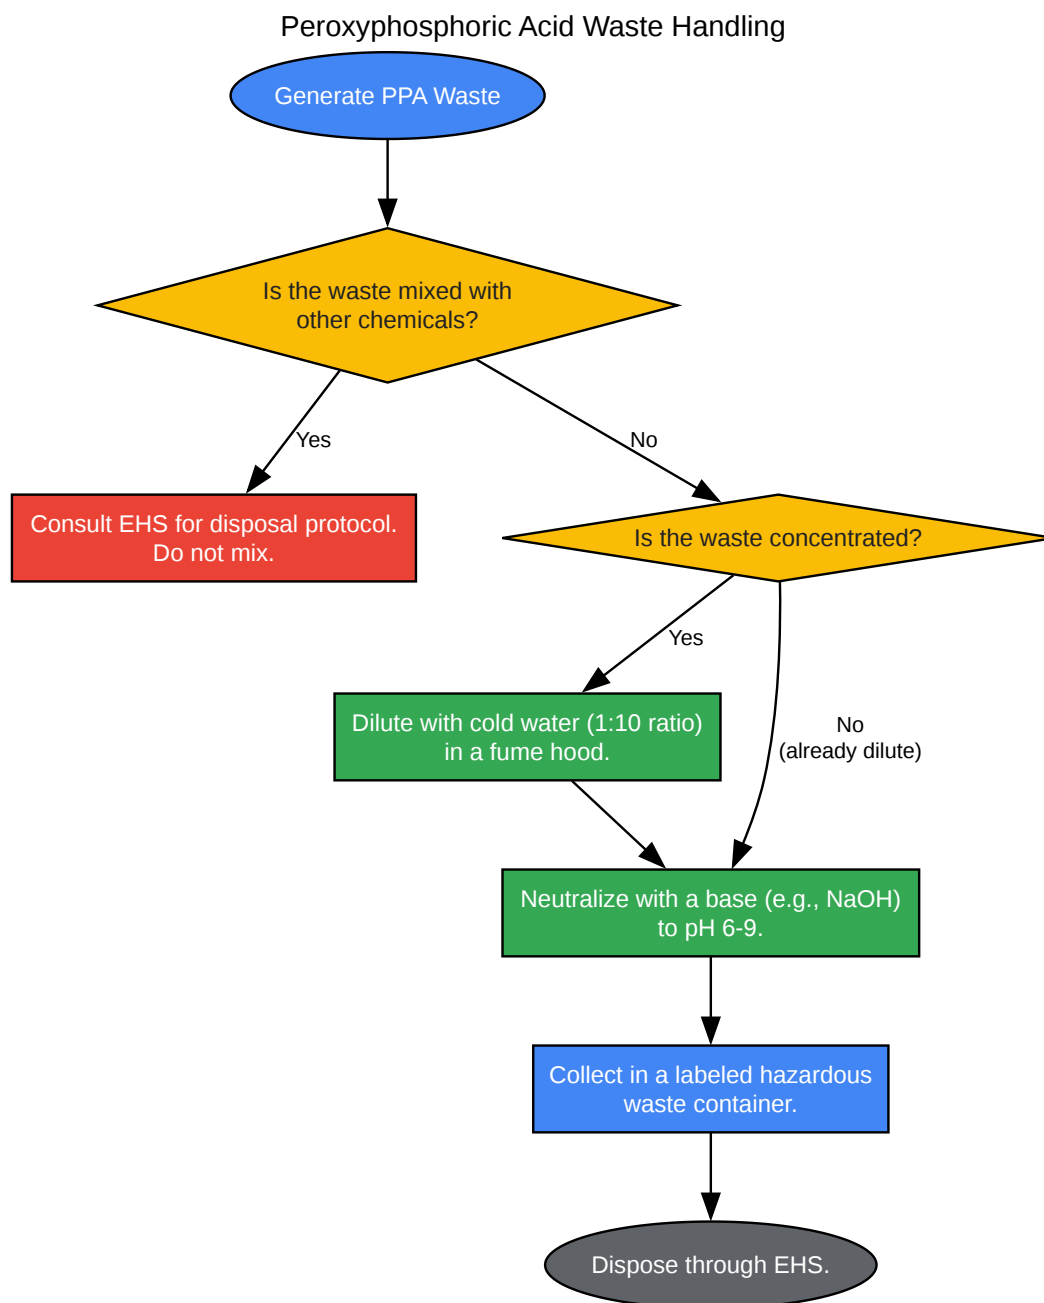 Peroxyphosphoric Acid Waste Handling
Generate PPA Waste
Is the waste mixed with
other chemicals?
Yes
No
Consult EHS for disposal protocol.
Do not mix.
Is the waste concentrated?
Yes
Dilute with cold water (1:10 ratio)
in a fume hood.
No
(already dilute)
Neutralize with a base (e.g., NaOH)
to pH 6-9.
Collect in a labeled hazardous
waste container.
Dispose through EHS.